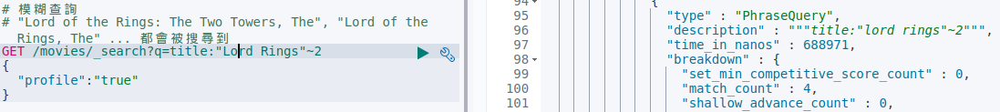 # 模糊查詢
# "Lord of the Rings: The Two Towers, The", "Lord of the
Rings, The" ... 都會被搜尋到
GET /movies/_search?q=title:"Lord Rings"~2
{
"profile":"true"
}
94 {
95 "type" : "PhraseQuery",
96 "description" : """title:"lord rings"~2""",
97 "time_in_nanos" : 688971,
98 "breakdown" : {
99 "set_min_competitive_score_count" : 0,
100 "match_count" : 4,
101 "shallow_advance_count" : 0,